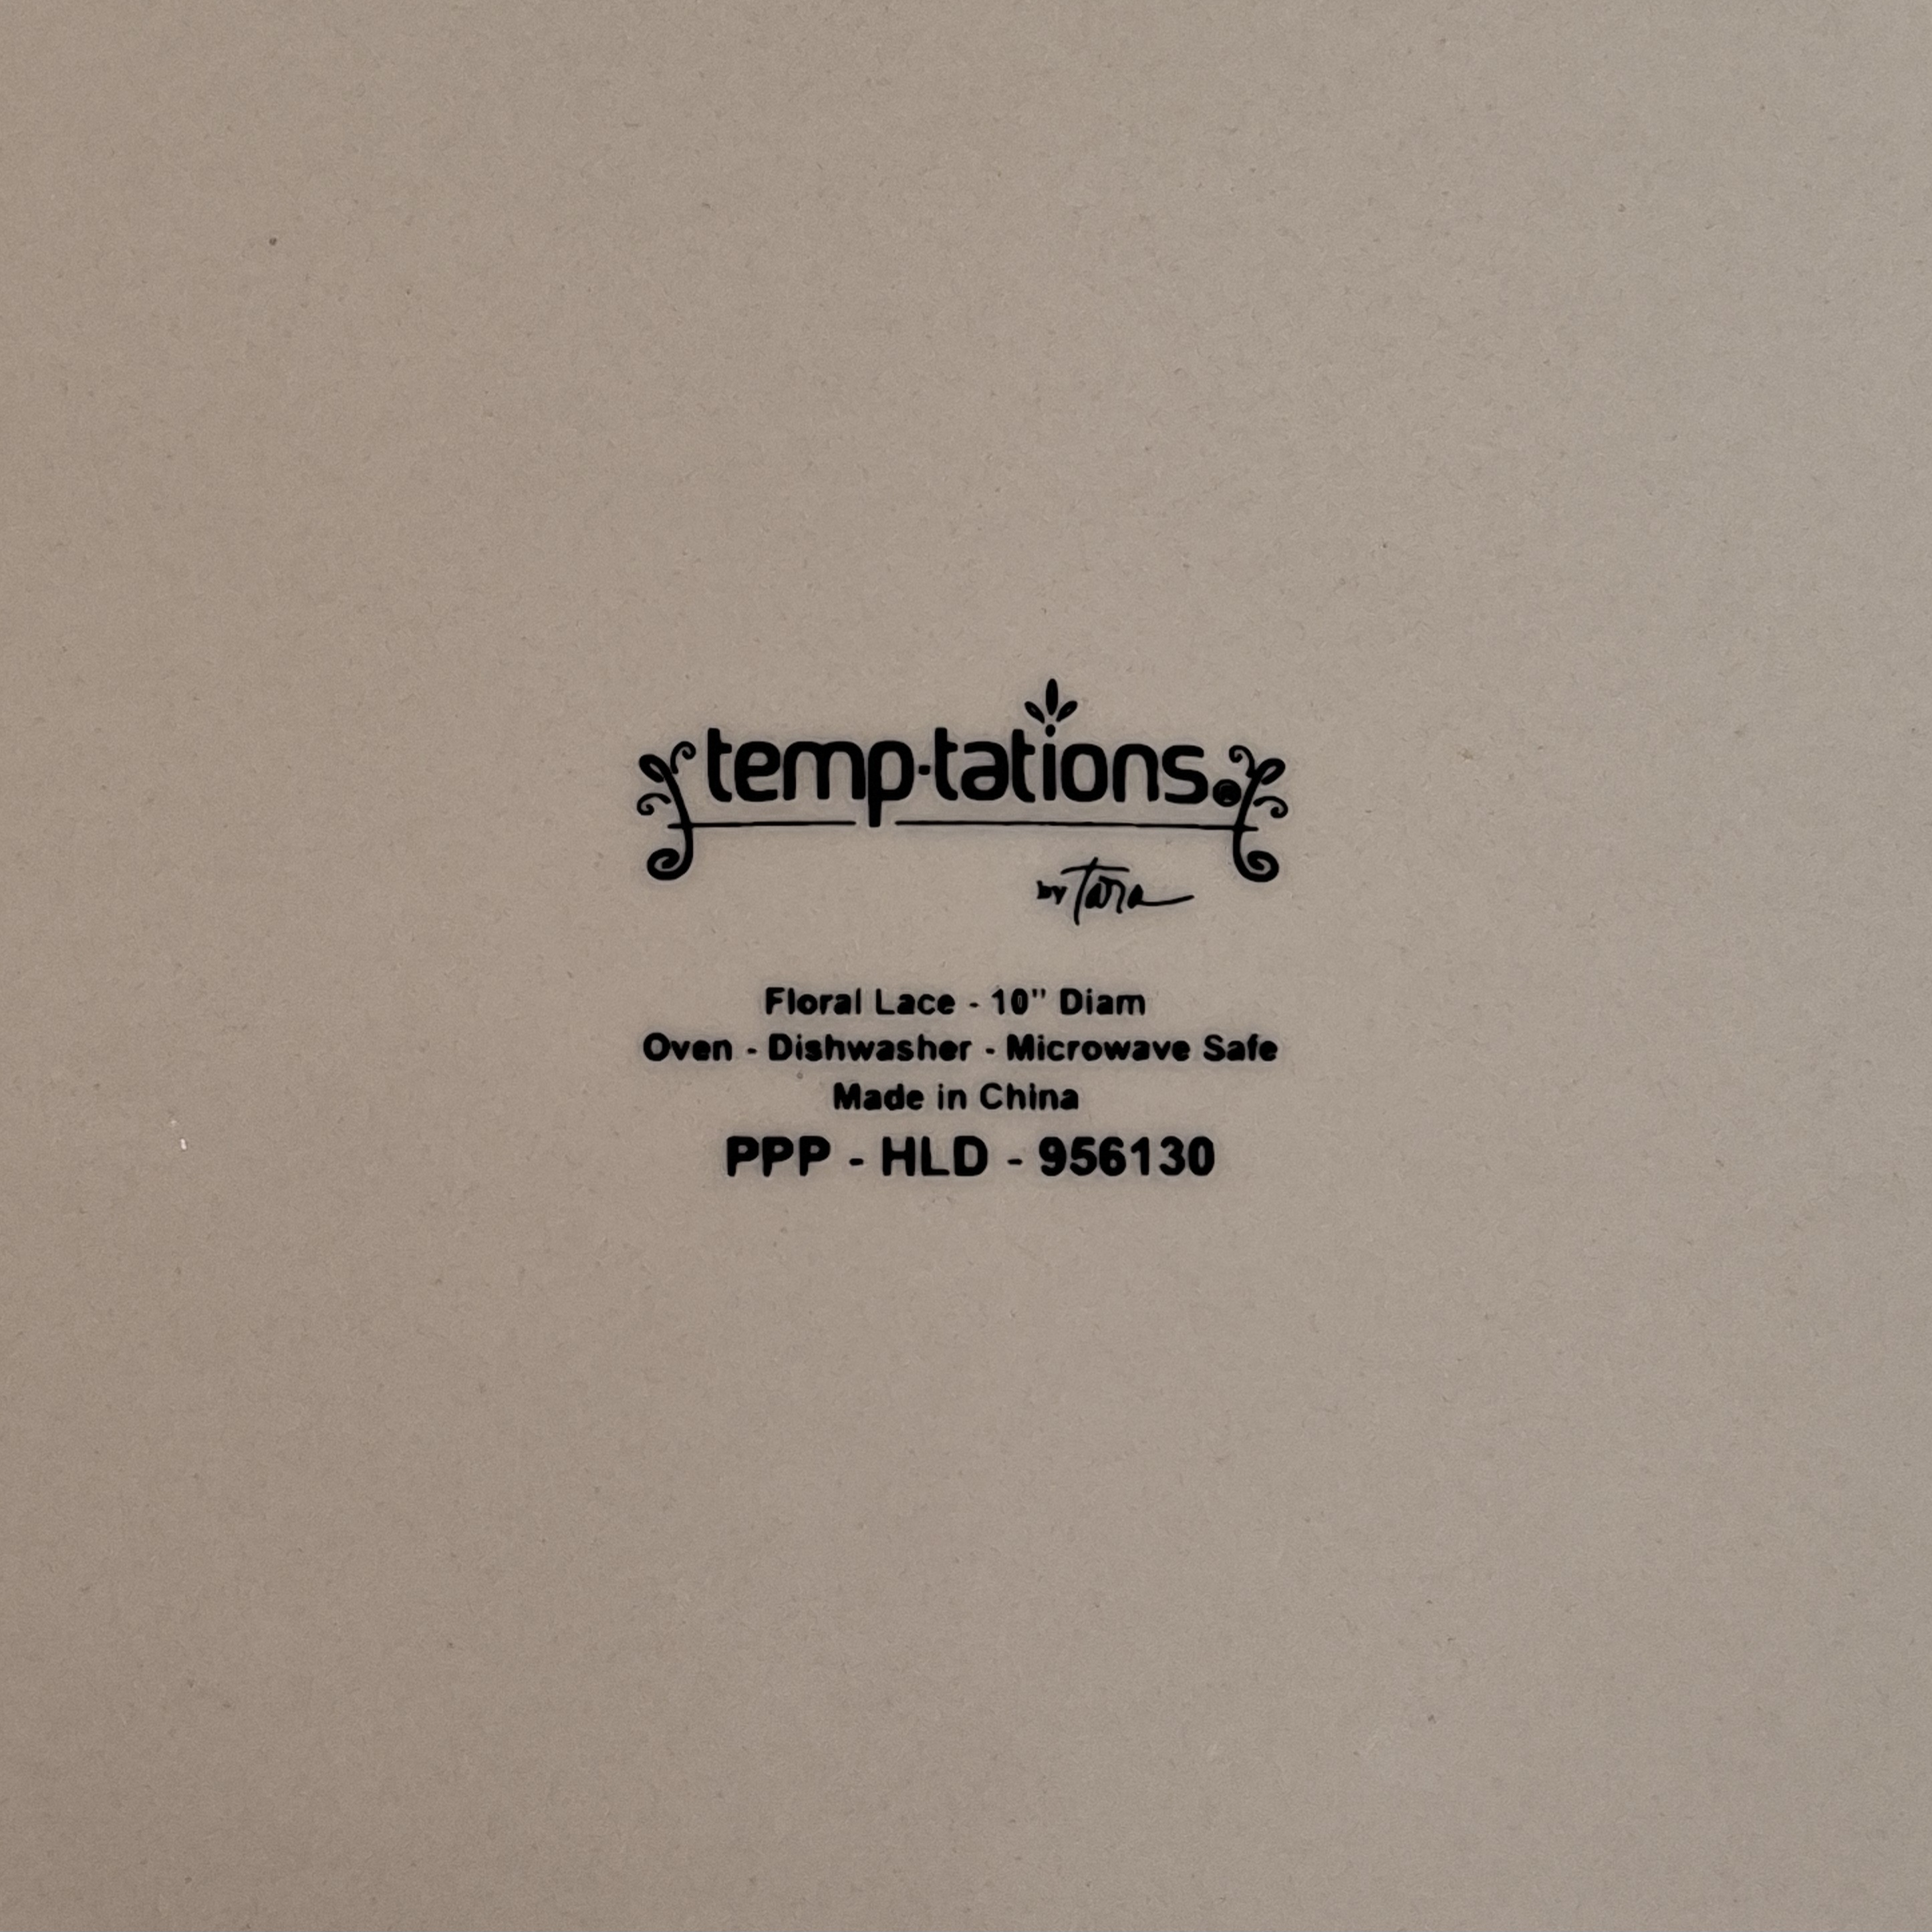 temp·tations®
by Tara
Floral Lace - 10" Diam
Oven - Dishwasher - Microwave Safe
Made in China
PPP - HLD - 956130